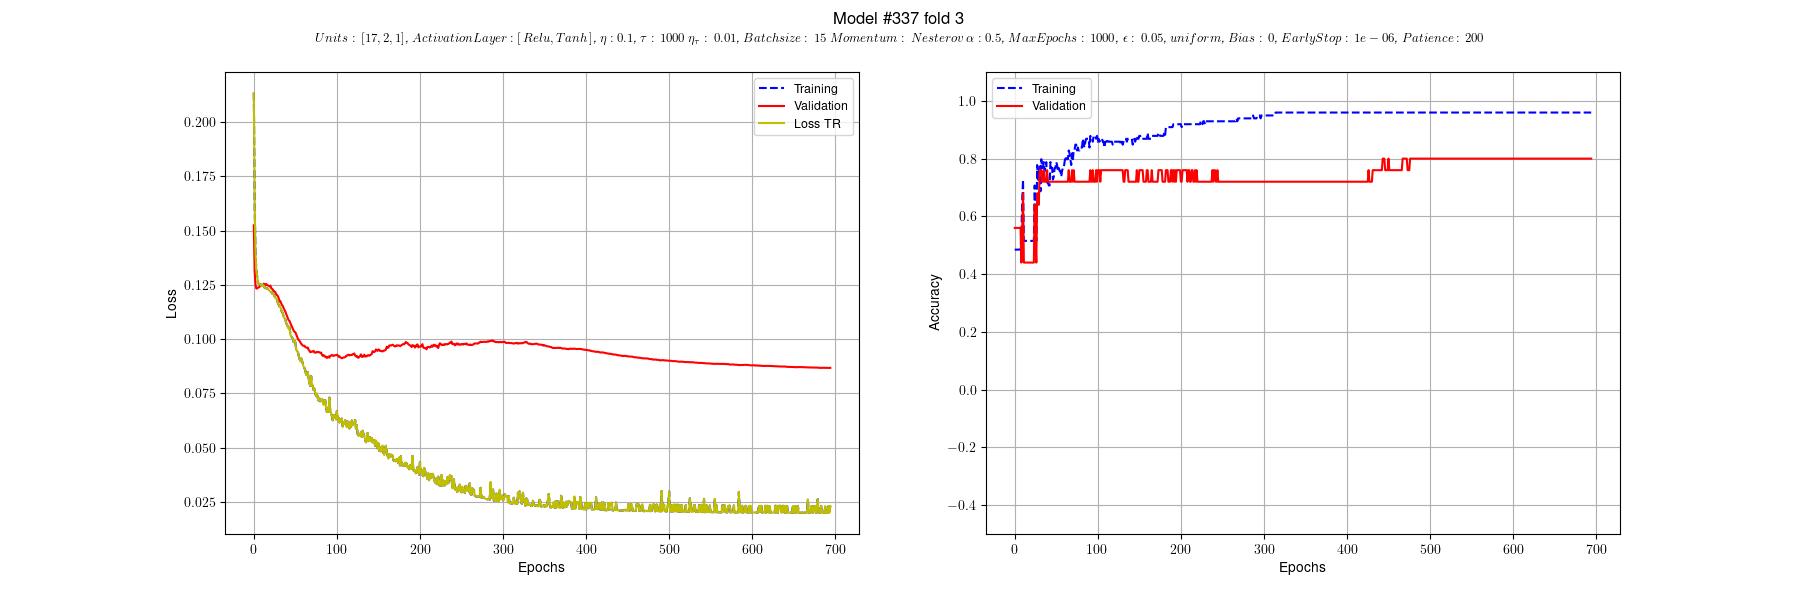 Model #337 fold 3
Units : [17, 2, 1], ActivationLayer : [ Relu, Tanh ], η : 0.1, τ : 1000 η_τ : 0.01, Batchsize : 15 Momentum : Nesterov α : 0.5, MaxEpochs : 1000, ϵ : 0.05, uniform, Bias : 0, EarlyStop : 1e − 06, Patience : 200
Training
Validation
Loss TR
0.200
0.175
0.150
0.125
0.100
0.075
0.050
0.025
Loss
0 100 200 300 400 500 600 700
Epochs
Training
Validation
1.0
0.8
0.6
0.4
0.2
0.0
−0.2
−0.4
Accuracy
0 100 200 300 400 500 600 700
Epochs